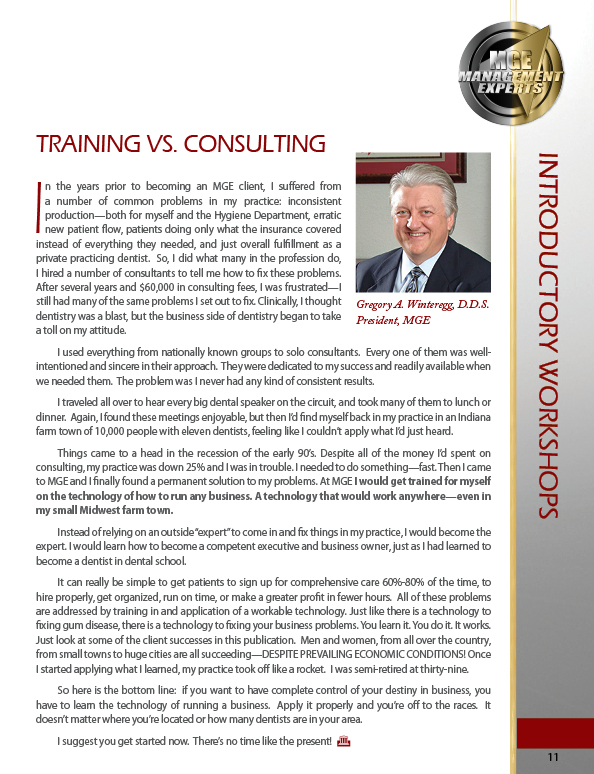 MGE
MANAGEMENT
EXPERTS
TRAINING VS. CONSULTING
In the years prior to becoming an MGE client, I suffered from
a number of common problems in my practice: inconsistent
production—both for myself and the Hygiene Department, erratic
new patient flow, patients doing only what the insurance covered
instead of everything they needed, and just overall fulfillment as a
private practicing dentist. So, I did what many in the profession do,
I hired a number of consultants to tell me how to fix these problems.
After several years and $60,000 in consulting fees, I was frustrated—I
still had many of the same problems I set out to fix. Clinically, I thought
dentistry was a blast, but the business side of dentistry began to take
a toll on my attitude.
Gregory A. Winteregg, D.D.S.
President, MGE
I used everything from nationally known groups to solo consultants. Every one of them was well-
intentioned and sincere in their approach. They were dedicated to my success and readily available when
we needed them. The problem was I never had any kind of consistent results.
I traveled all over to hear every big dental speaker on the circuit, and took many of them to lunch or
dinner. Again, I found these meetings enjoyable, but then I'd find myself back in my practice in an Indiana
farm town of 10,000 people with eleven dentists, feeling like I couldn't apply what I'd just heard.
Things came to a head in the recession of the early 90's. Despite all of the money I'd spent on
consulting, my practice was down 25% and I was in trouble. I needed to do something—fast. Then I came
to MGE and I finally found a permanent solution to my problems. At MGE I would get trained for myself
on the technology of how to run any business. A technology that would work anywhere—even in
my small Midwest farm town.
Instead of relying on an outside "expert" to come in and fix things in my practice, I would become the
expert. I would learn how to become a competent executive and business owner, just as I had learned to
become a dentist in dental school.
It can really be simple to get patients to sign up for comprehensive care 60%-80% of the time, to
hire properly, get organized, run on time, or make a greater profit in fewer hours. All of these problems
are addressed by training in and application of a workable technology. Just like there is a technology to
fixing gum disease, there is a technology to fixing your business problems. You learn it. You do it. It works.
Just look at some of the client successes in this publication. Men and women, from all over the country,
from small towns to huge cities are all succeeding—DESPITE PREVAILING ECONOMIC CONDITIONS! Once
I started applying what I learned, my practice took off like a rocket. I was semi-retired at thirty-nine.
So here is the bottom line: if you want to have complete control of your destiny in business, you
have to learn the technology of running a business. Apply it properly and you're off to the races. It
doesn't matter where you're located or how many dentists are in your area.
I suggest you get started now. There's no time like the present!
INTRODUCTORY WORKSHOPS
11